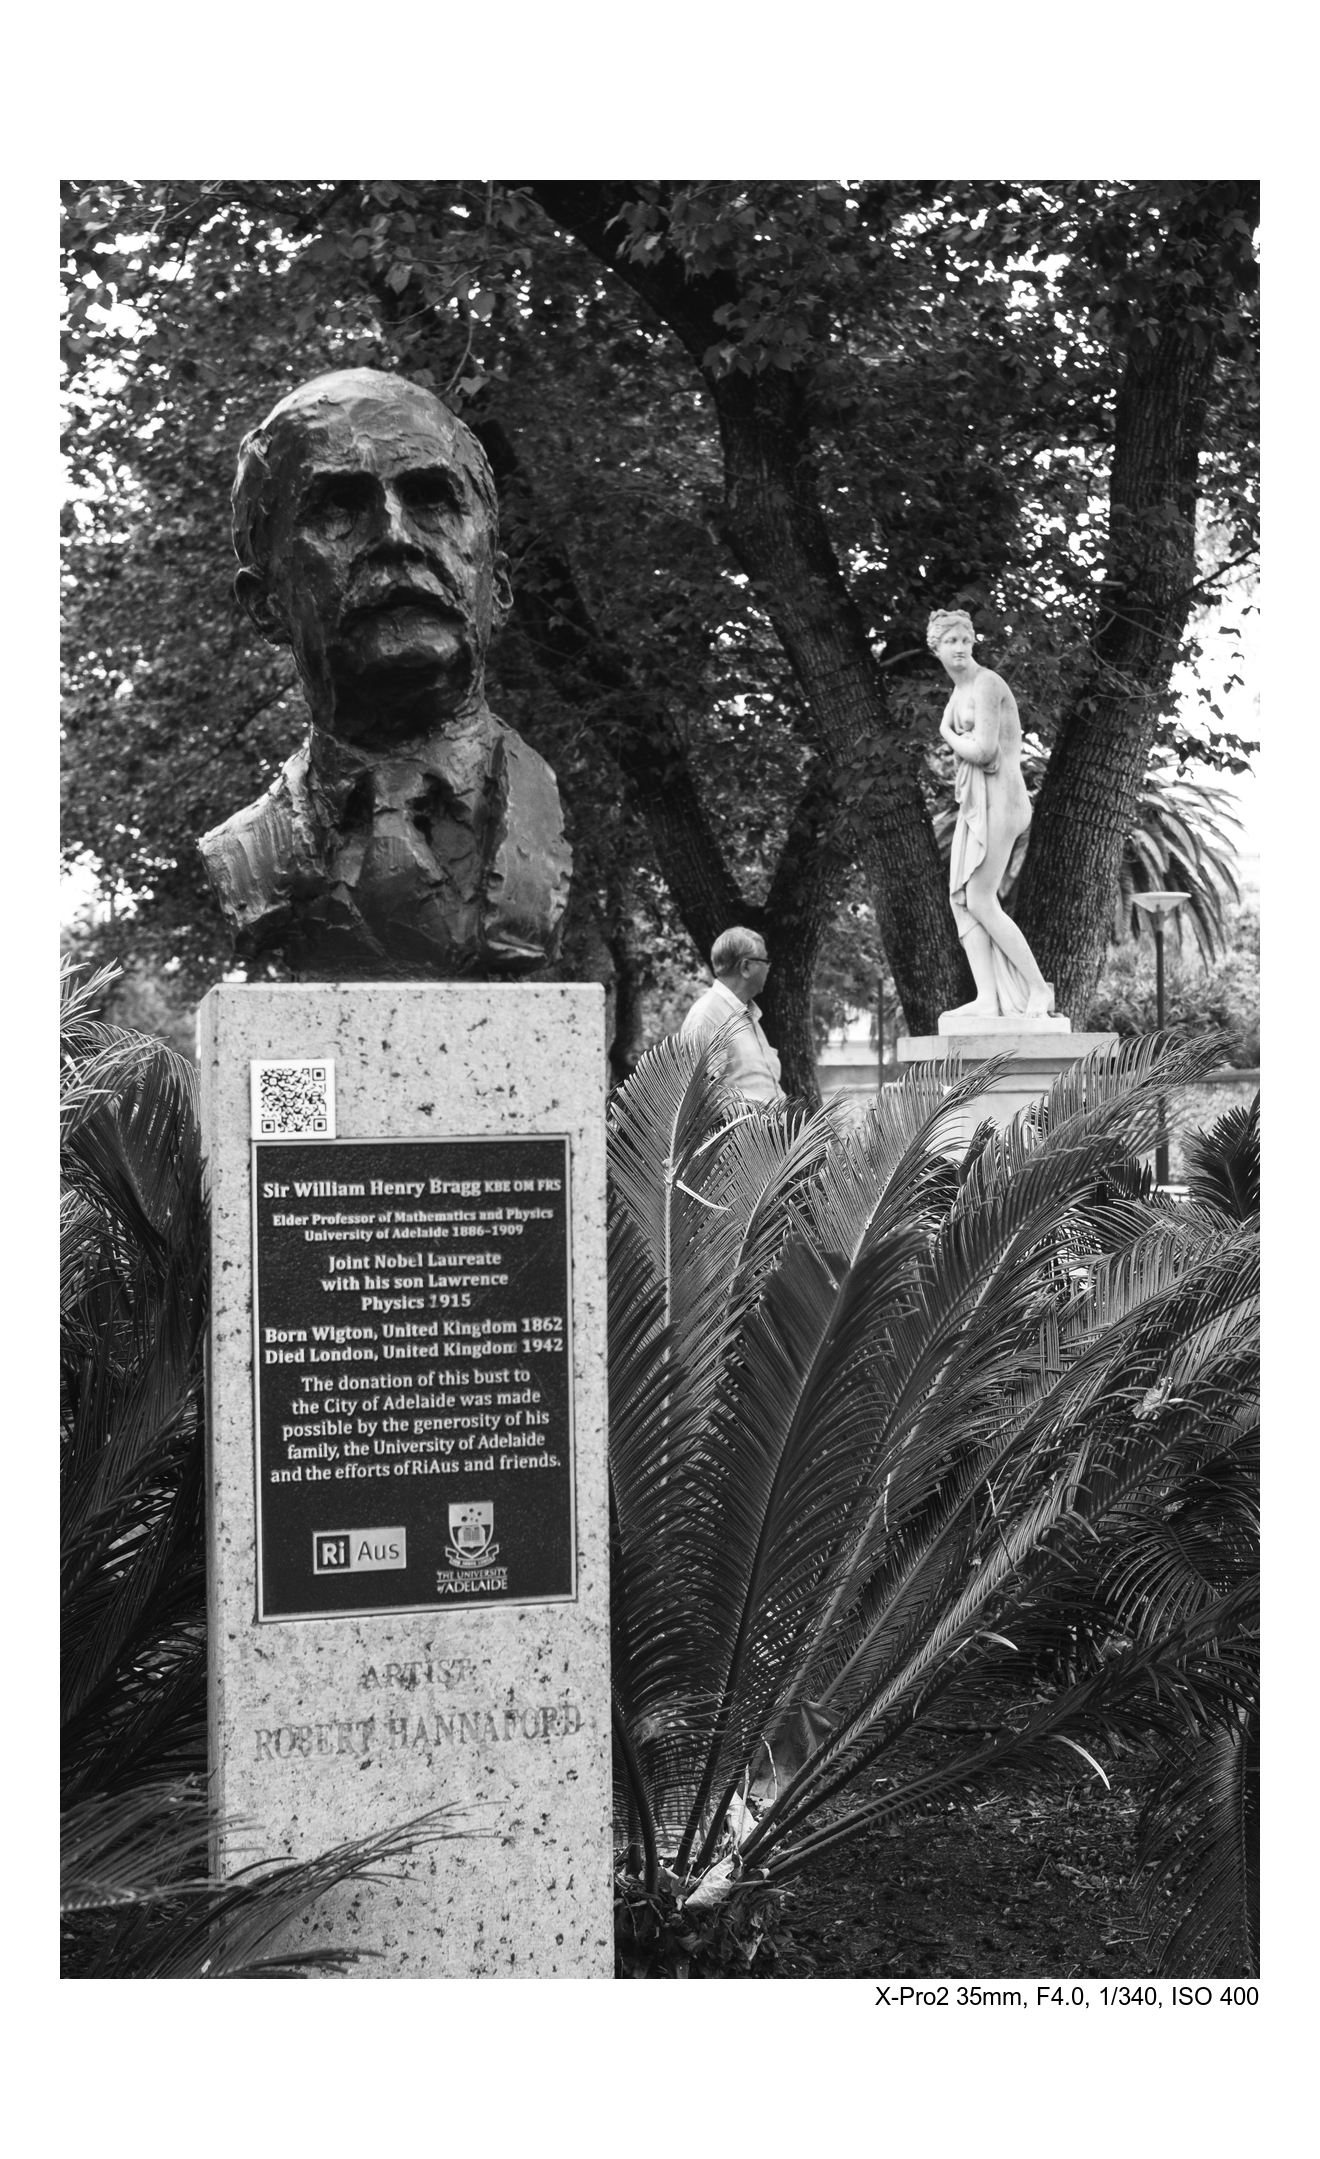 Sir William Henry Bragg KBE OM FRS
Elder Professor of Mathematics and Physics
University of Adelaide 1886-1909
Joint Nobel Laureate
with his son Lawrence
Physics 1915
Born Wigton, United Kingdom 1862
Died London, United Kingdom 1942
The donation of this bust to
the City of Adelaide was made
possible by the generosity of his
family, the University of Adelaide
and the efforts of RiAus and friends.
Ri Aus
THE UNIVERSITY
of ADELAIDE
ARTIST
ROBERT HANNAFORD
X-Pro2 35mm, F4.0, 1/340, ISO 400